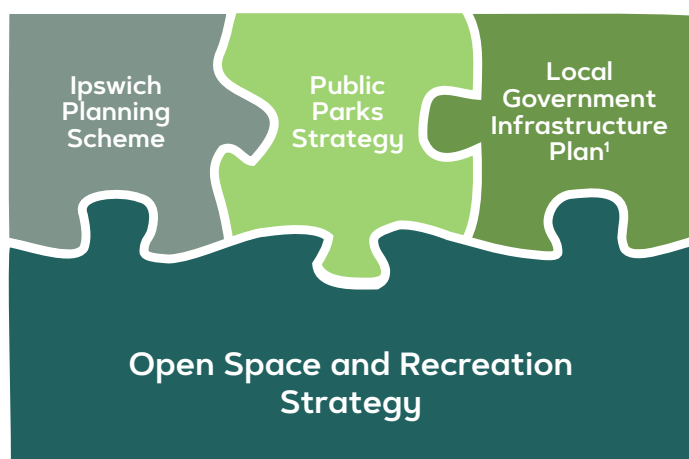 Ipswich
Planning
Scheme
Public
Parks
Strategy
Local
Government
Infrastructure
Plan¹
Open Space and Recreation
Strategy